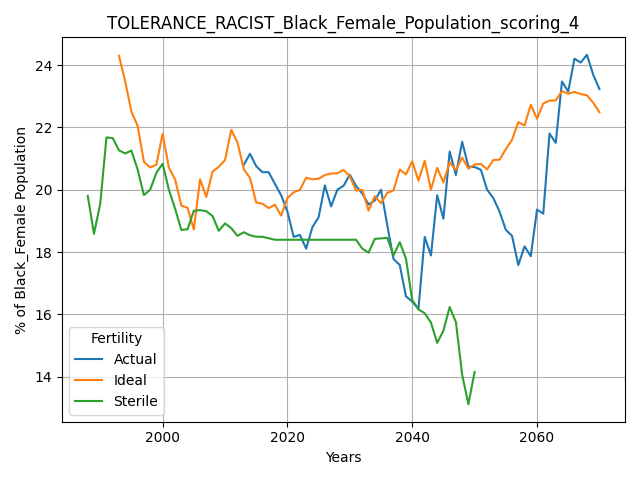 TOLERANCE_RACIST_Black_Female_Population_scoring_4
% of Black_Female Population
24
22
20
18
16
14
Fertility
Actual
Ideal
Sterile
2000
2020
2040
2060
Years